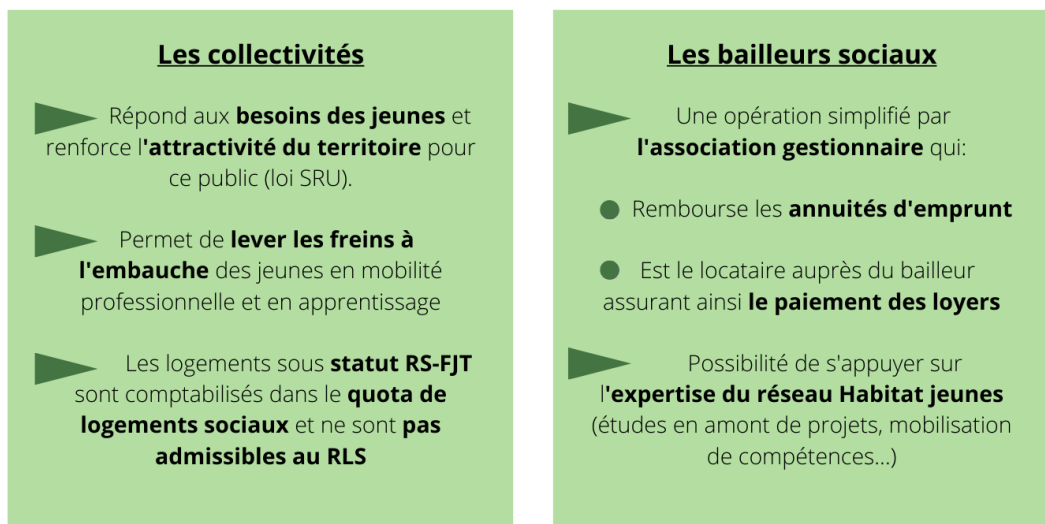 Les collectivités
Répond aux besoins des jeunes et
renforce l'attractivité du territoire pour
ce public (loi SRU).
Permet de lever les freins à
l'embauche des jeunes en mobilité
professionnelle et en apprentissage
Les logements sous statut RS-FJT
sont comptabilisés dans le quota de
logements sociaux et ne sont pas
admissibles au RLS
Les bailleurs sociaux
Une opération simplifié par
l'association gestionnaire qui:
Rembourse les annuités d'emprunt
Est le locataire auprès du bailleur
assurant ainsi le paiement des loyers
Possibilité de s'appuyer sur
l'expertise du réseau Habitat jeunes
(études en amont de projets, mobilisation
de compétences...)